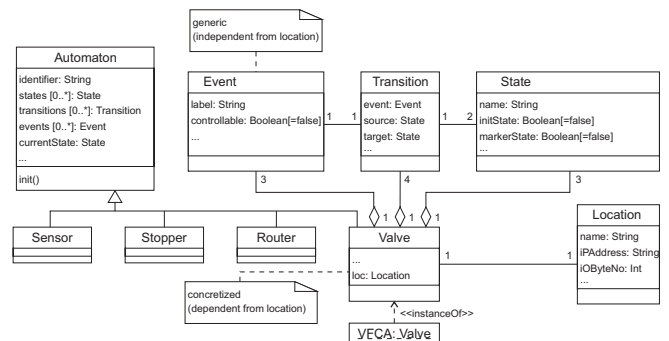 generic
(independent from location)
Automaton
identifier: String
states [0..*]: State
transitions [0..*]: Transition
events [0..*]: Event
currentState: State
...
init()
Event
label: String
controllable: Boolean[=false]
...
1
1
Transition
event: Event
source: State
target: State
...
1
2
State
name: String
initState: Boolean[=false]
markerState: Boolean[=false]
...
3
4
3
1
1
1
Sensor
Stopper
Router
Valve
...
loc: Location
1
1
Location
name: String
iPAddress: String
iOByteNo: Int
...
concretized
(dependent from location)
<<instanceOf>>
VFCA: Valve